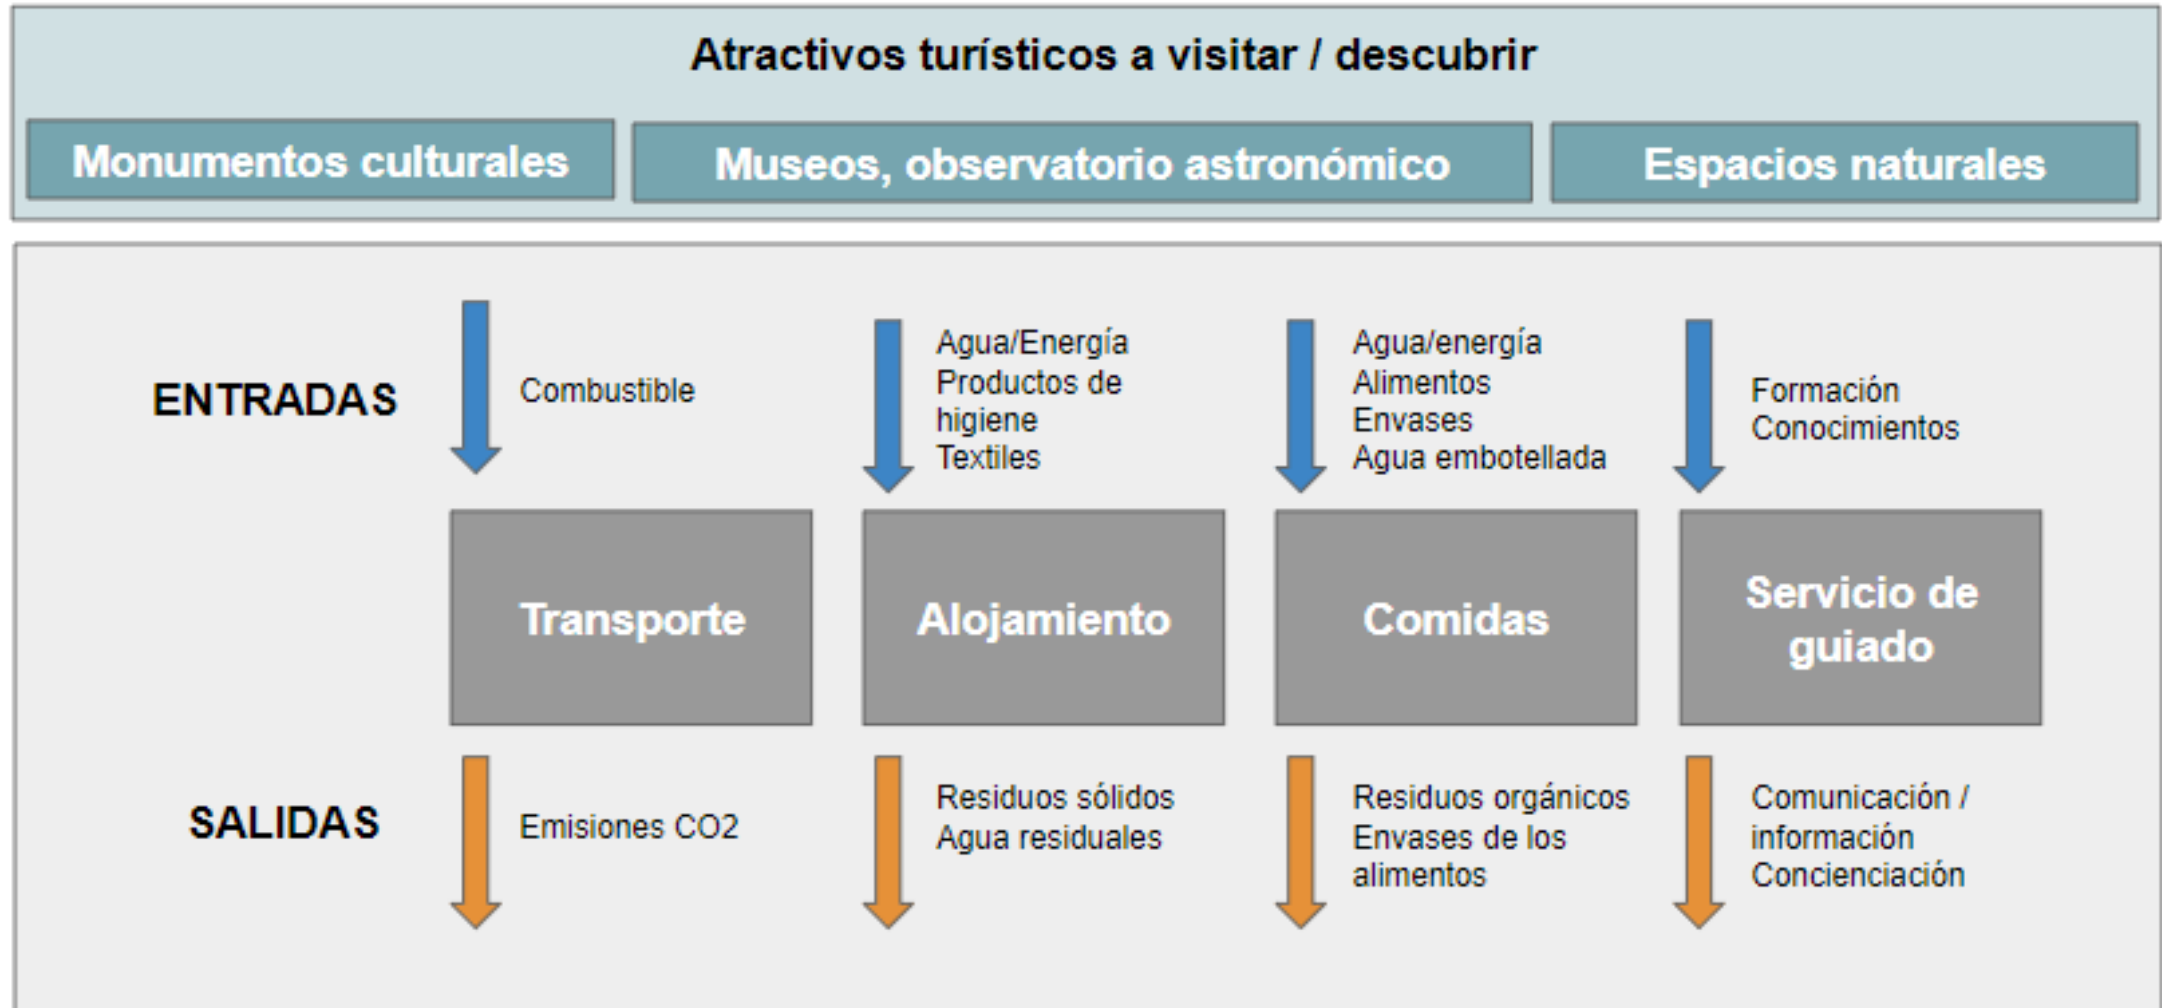 Atractivos turísticos a visitar / descubrir
Monumentos culturales
Museos, observatorio astronómico
Espacios naturales
ENTRADAS
Combustible
Agua/Energía
Productos de
higiene
Textiles
Agua/energía
Alimentos
Envases
Agua embotellada
Formación
Conocimientos
Transporte
Alojamiento
Comidas
Servicio de
guiado
SALIDAS
Emisiones CO2
Residuos sólidos
Agua residuales
Residuos orgánicos
Envases de los
alimentos
Comunicación /
información
Concienciación